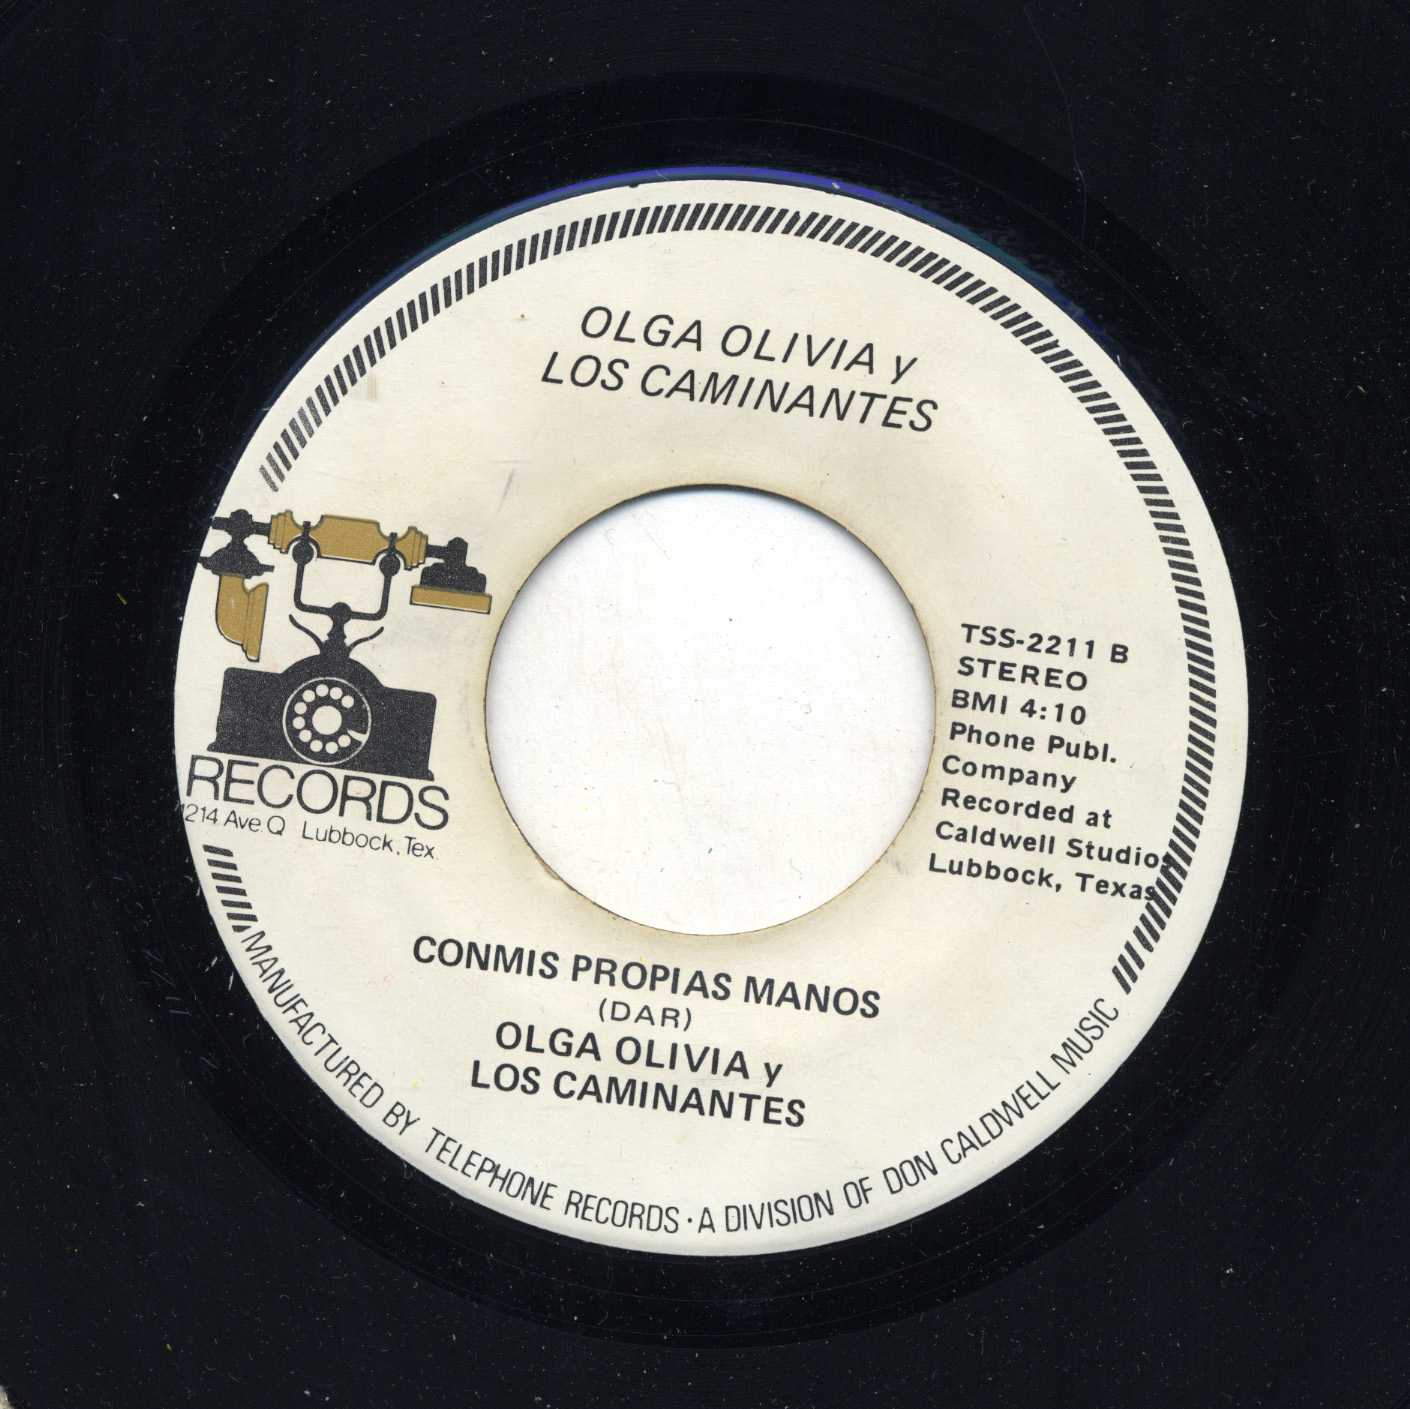 OLGA OLIVIA y
LOS CAMINANTES
TSS-2211 B
STEREO
BMI 4:10
Phone Publ.
Company
Recorded at
Caldwell Studios
Lubbock, Texas
RECORDS
1214 Ave. Q Lubbock, Tex.
CONMIS PROPIAS MANOS
(DAR)
OLGA OLIVIA y
LOS CAMINANTES
MANUFACTURED BY TELEPHONE RECORDS · A DIVISION OF DON CALDWELL MUSIC